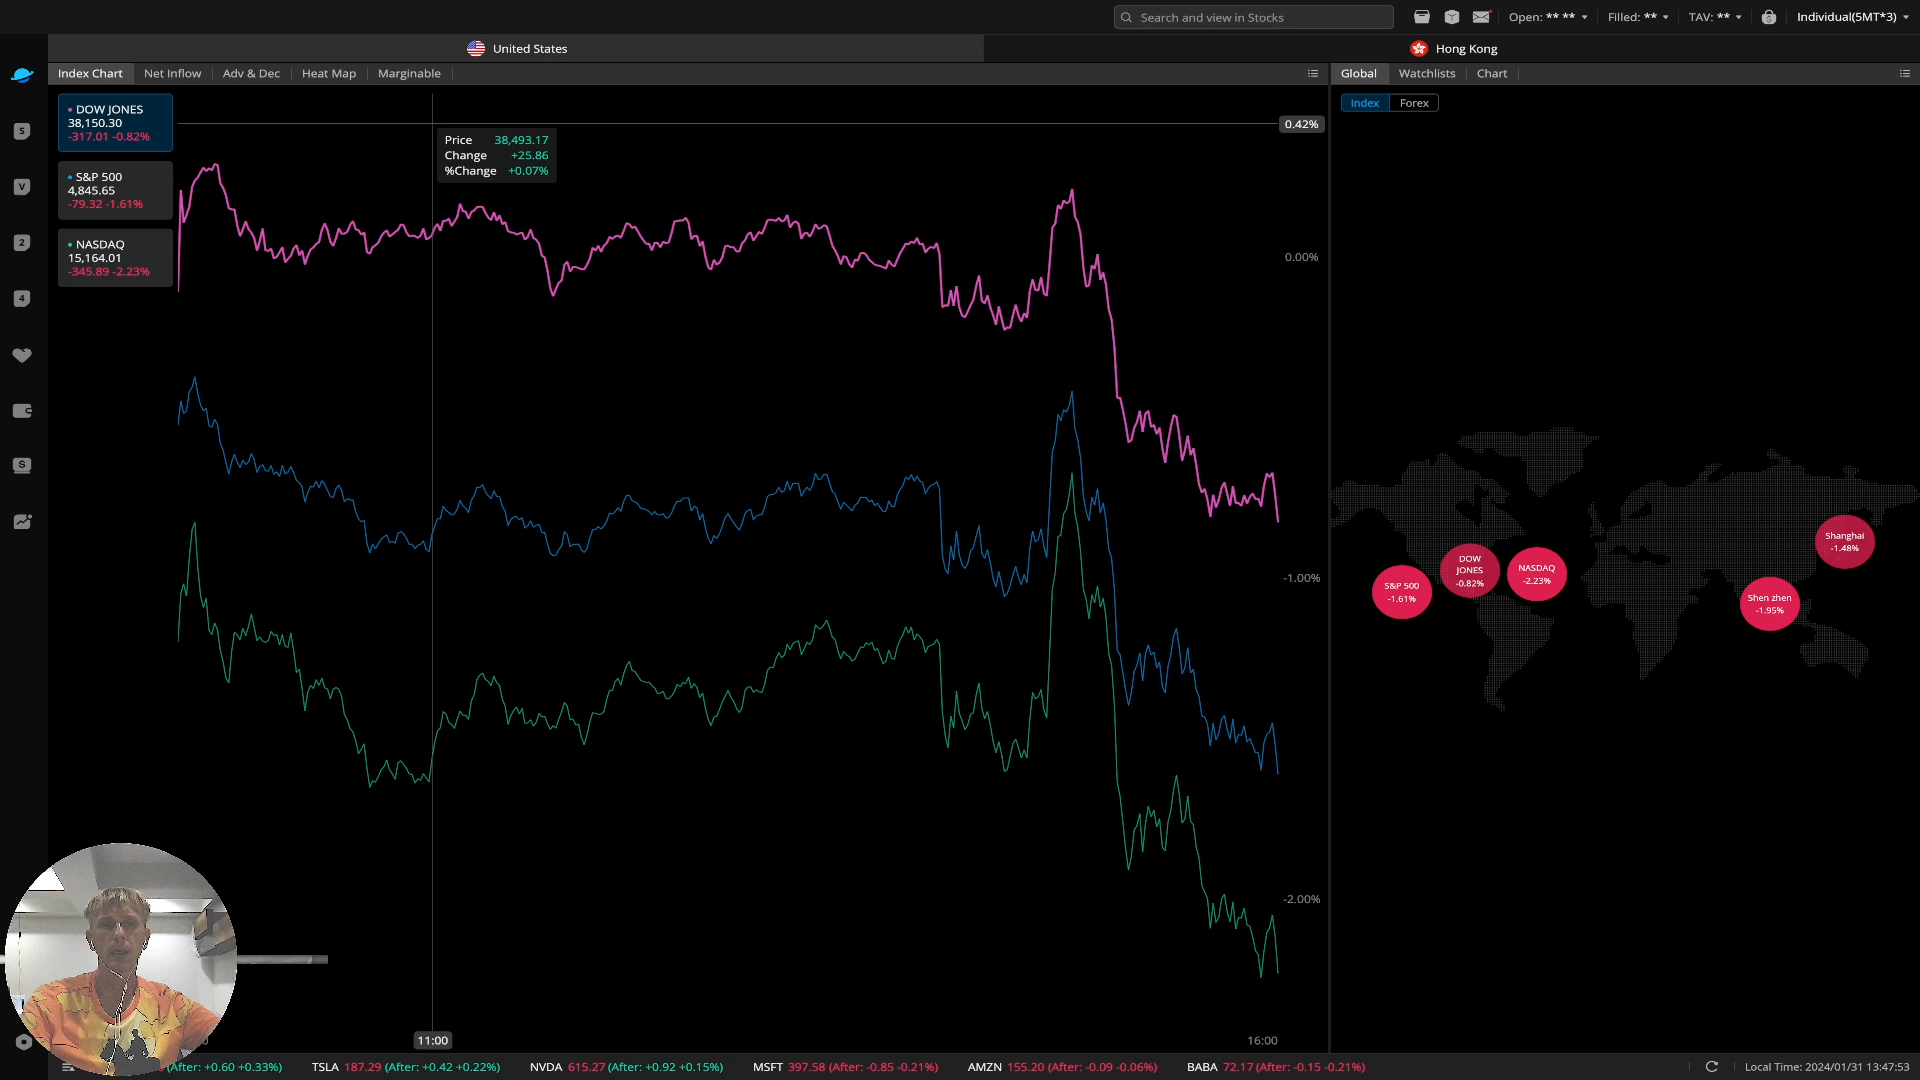 Search and view in Stocks
Open: ** **
Filled: **
TAV: **
Individual(5MT*3)
United States
Hong Kong
Index Chart
Net Inflow
Adv & Dec
Heat Map
Marginable
Global
Watchlists
Chart
Index
Forex
DOW JONES
38,150.30
-317.01 -0.82%
S&P 500
4,845.65
-79.32 -1.61%
NASDAQ
15,164.01
-345.89 -2.23%
Price 38,493.17
Change +25.86
%Change +0.07%
0.42%
0.00%
-1.00%
-2.00%
S
V
2
4
S
S&P 500
-1.61%
DOW
JONES
-0.82%
NASDAQ
-2.23%
Shanghai
-1.48%
Shen zhen
-1.95%
11:00
16:00
(After: +0.60 +0.33%)
TSLA 187.29 (After: +0.42 +0.22%)
NVDA 615.27 (After: +0.92 +0.15%)
MSFT 397.58 (After: -0.85 -0.21%)
AMZN 155.20 (After: -0.09 -0.06%)
BABA 72.17 (After: -0.15 -0.21%)
Local Time: 2024/01/31 13:47:53